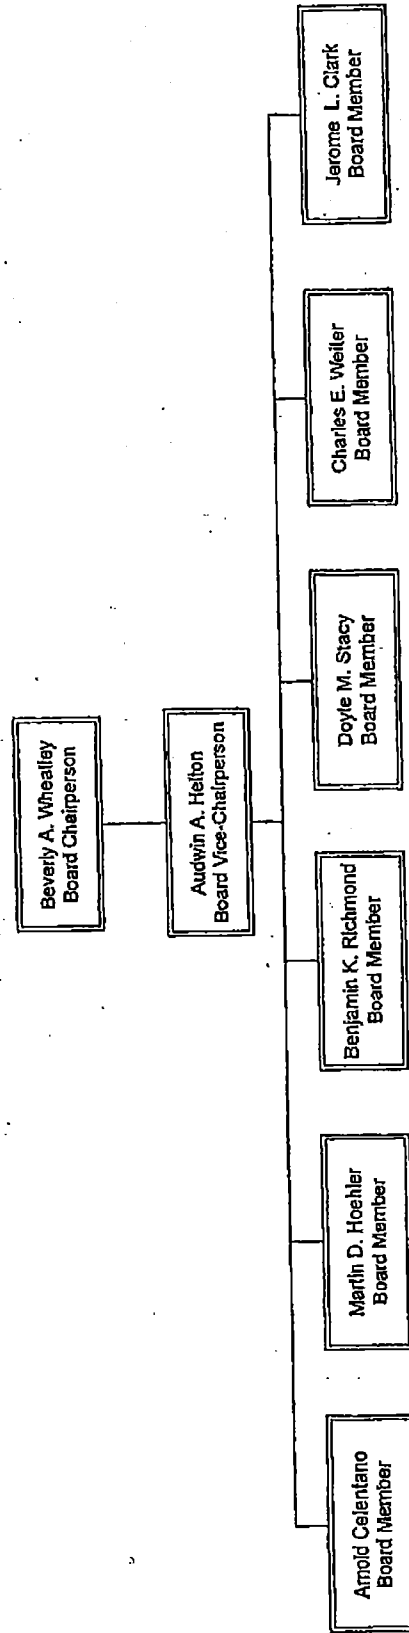 Beverly A. Wheatley
Board Chairperson
Audwin A. Helton
Board Vice-Chairperson
Arnold Celentano
Board Member
Martin D. Hoehler
Board Member
Benjamin K. Richmond
Board Member
Doyle M. Stacy
Board Member
Charles E. Weiler
Board Member
Jerome L. Clark
Board Member